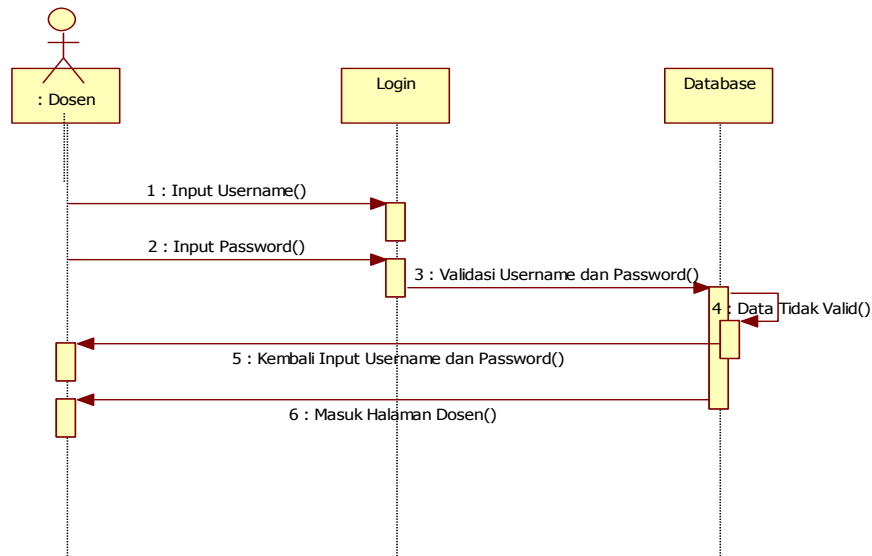 : Dosen
Login
Database
1 : Input Username()
2 : Input Password()
3 : Validasi Username dan Password()
4 : Data Tidak Valid()
5 : Kembali Input Username dan Password()
6 : Masuk Halaman Dosen()